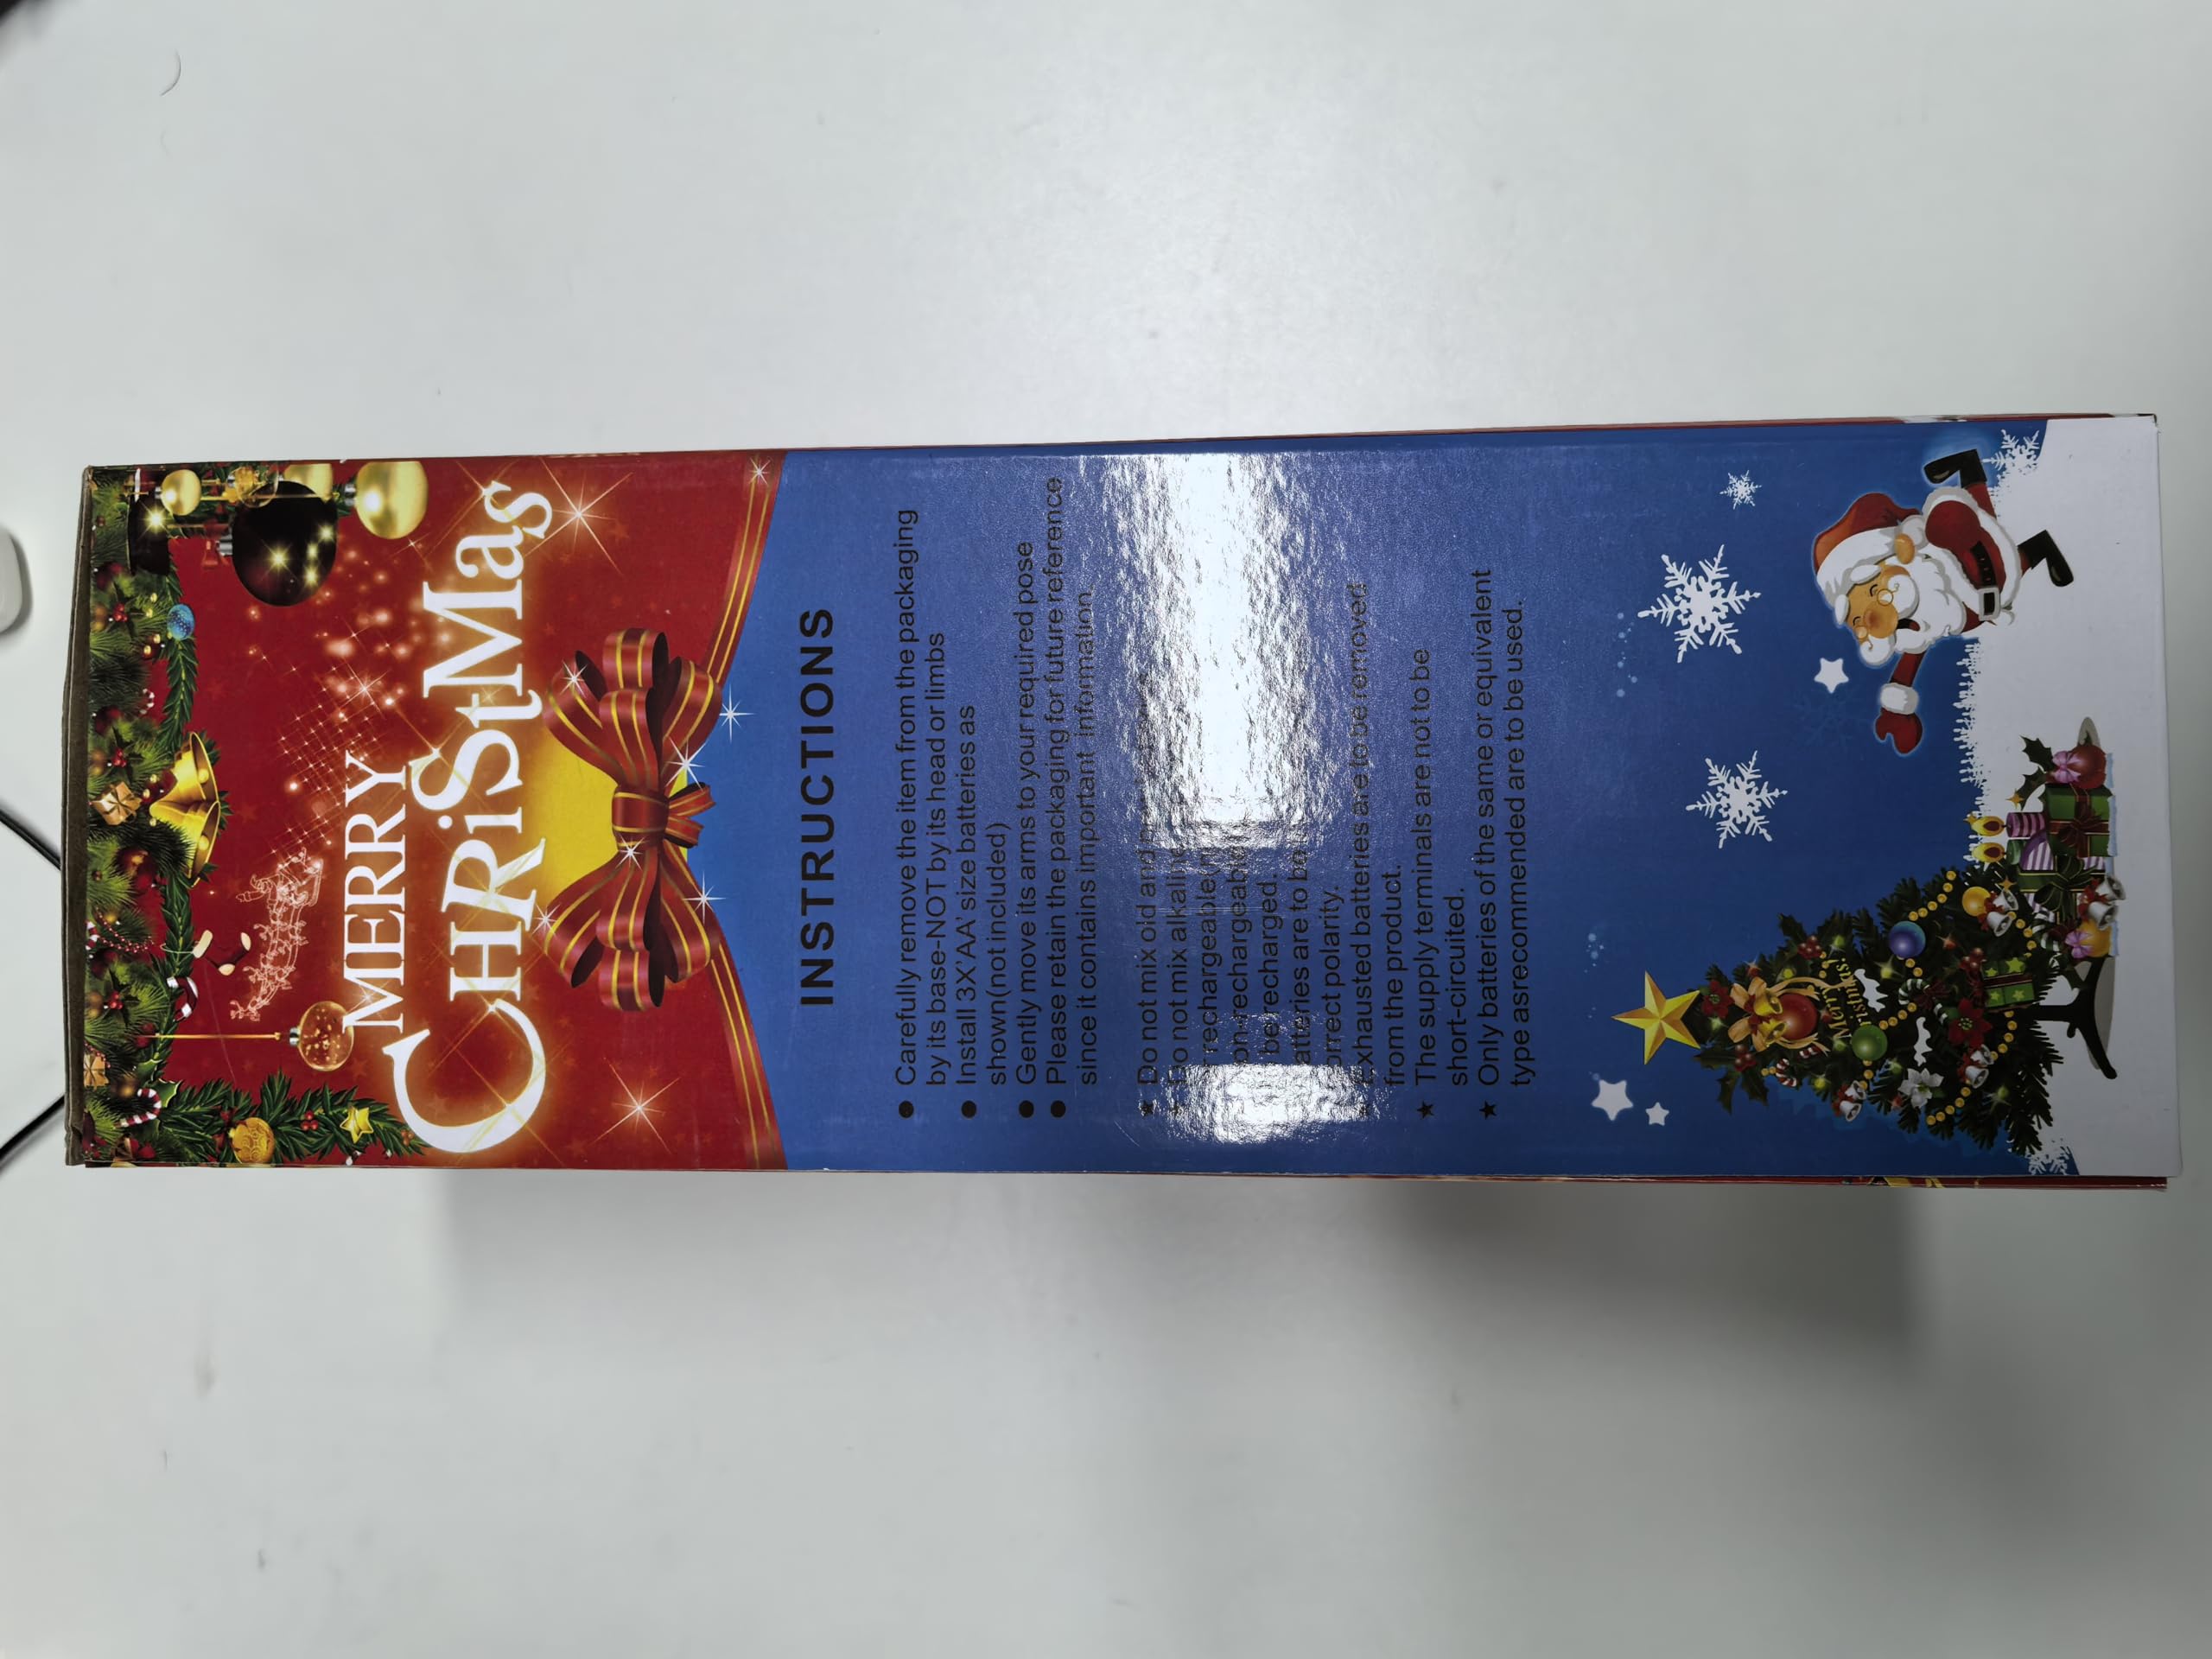 MERRY
CHRiStMas
INSTRUCTIONS
● Carefully remove the item from the packaging
by its base-NOT by its head or limbs
● Install 3X'AA' size batteries as
shown(not included)
● Gently move its arms to your required pose
● Please retain the packaging for future reference
since it contains important information
★ Do not mix old and
Do not mix alkaline
rechargeable
rechargeable
be recharged
are to be
correct polarity.
Exhausted batteries are to be removed
from the product.
★ The supply terminals are not to be
short-circuited.
★ Only batteries of the same or equivalent
type asrecommended are to be used.
Merry